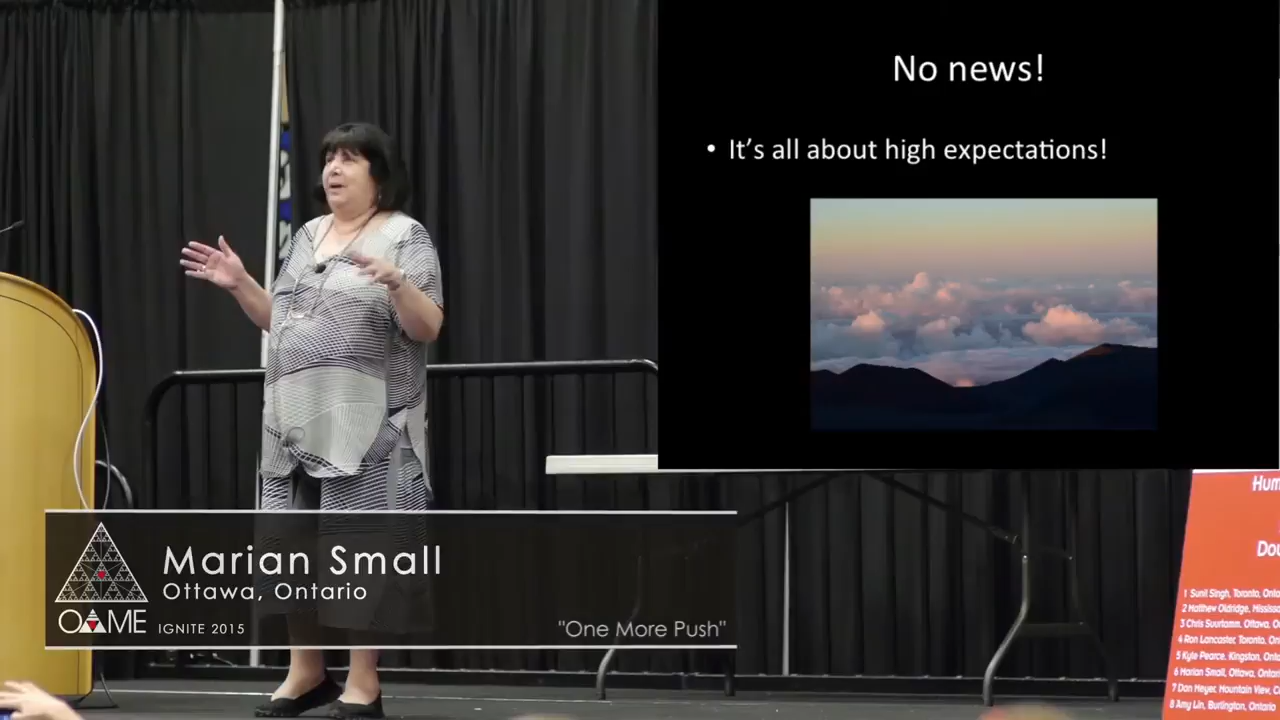 No news!
• It's all about high expectations!
Marian Small
Ottawa, Ontario
OAME IGNITE 2015
"One More Push"
1 Sunil Singh, Toronto,
2 Matthew Oldridge,
3 Chris Suurtamm, Ottawa,
4 Ron Lancaster, Toronto,
5 Kyle Pearce, Kingston,
6 Marian Small, Ottawa,
7 Dan Meyer, Mountain View,
8 Amy Lin, Burlington, Ontario